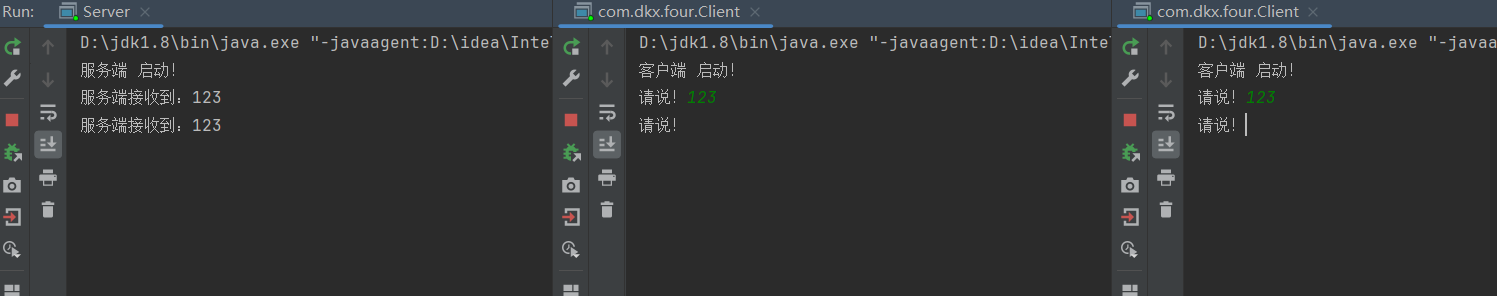 Run:
Server
D:\jdk1.8\bin\java.exe "-javaagent:D:\idea\Inte
服务端 启动!
服务端接收到：123
服务端接收到：123
com.dkx.four.Client
D:\jdk1.8\bin\java.exe "-javaagent:D:\idea\Inte
客户端 启动!
请说! 123
请说!
com.dkx.four.Client
D:\jdk1.8\bin\java.exe "-javaa
客户端 启动!
请说! 123
请说!